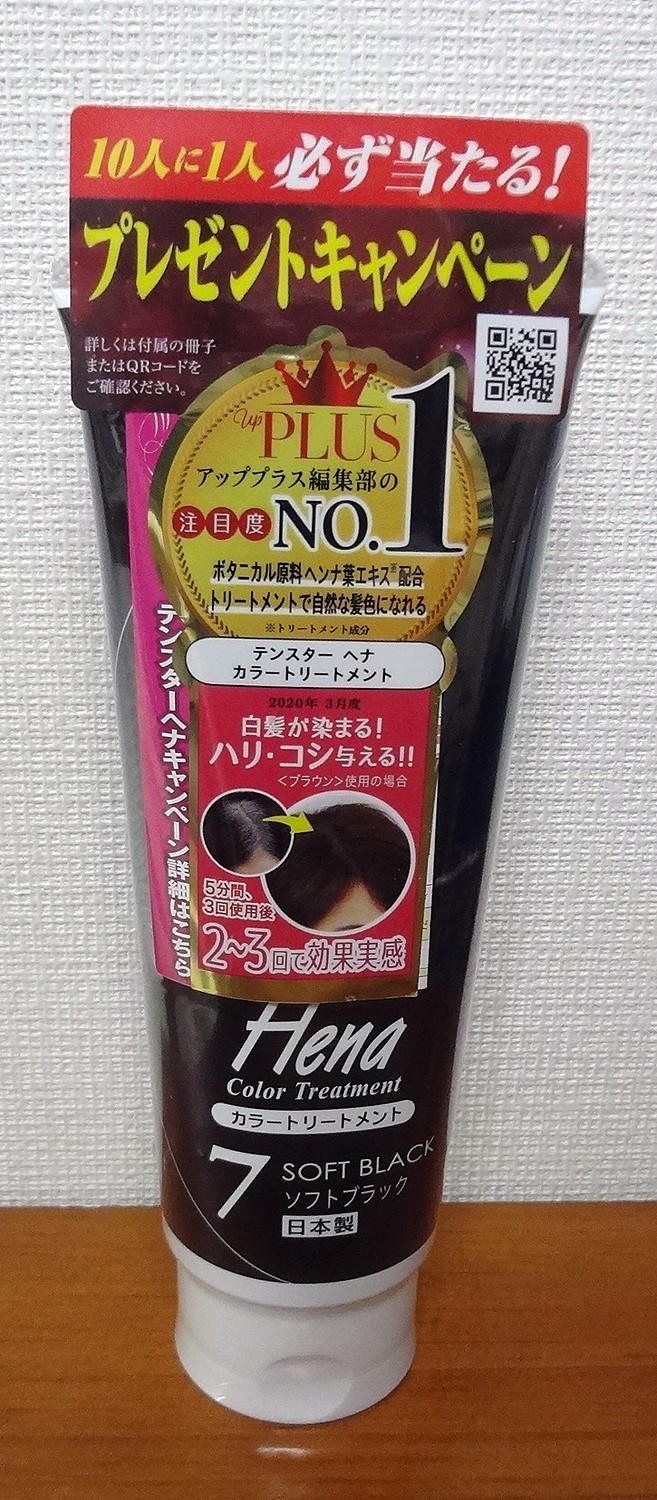 10人に1人 必ず当たる!
プレゼントキャンペーン
詳しくは付属の冊子
またはQRコードを
ご確認ください。
up PLUS
アッププラス編集部の
注目度 NO.1
ボタニカル原料ヘンナ葉エキス※配合
トリートメントで自然な髪色になれる
※トリートメント成分
テンスター ヘナ
カラートリートメント
2020年 3月度
白髪が染まる!
ハリ・コシ与える!!
<ブラウン>使用の場合
5分間、
3回使用後
2~3回で効果実感
テンスターヘナキャンペーン詳細はこちら
Hena
Color Treatment
カラートリートメント
7 SOFT BLACK
ソフトブラック
日本製